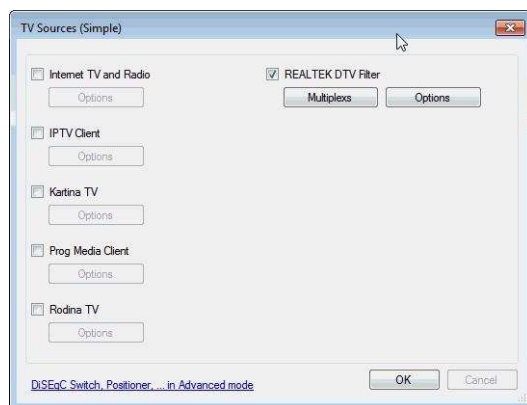 TV Sources (Simple)
Internet TV and Radio
Options
IPTV Client
Options
Kartina TV
Options
Prog Media Client
Options
Rodina TV
Options
REALTEK DTV Filter
Multiplexs Options
DiSEqC Switch, Positioner, ... in Advanced mode
OK Cancel